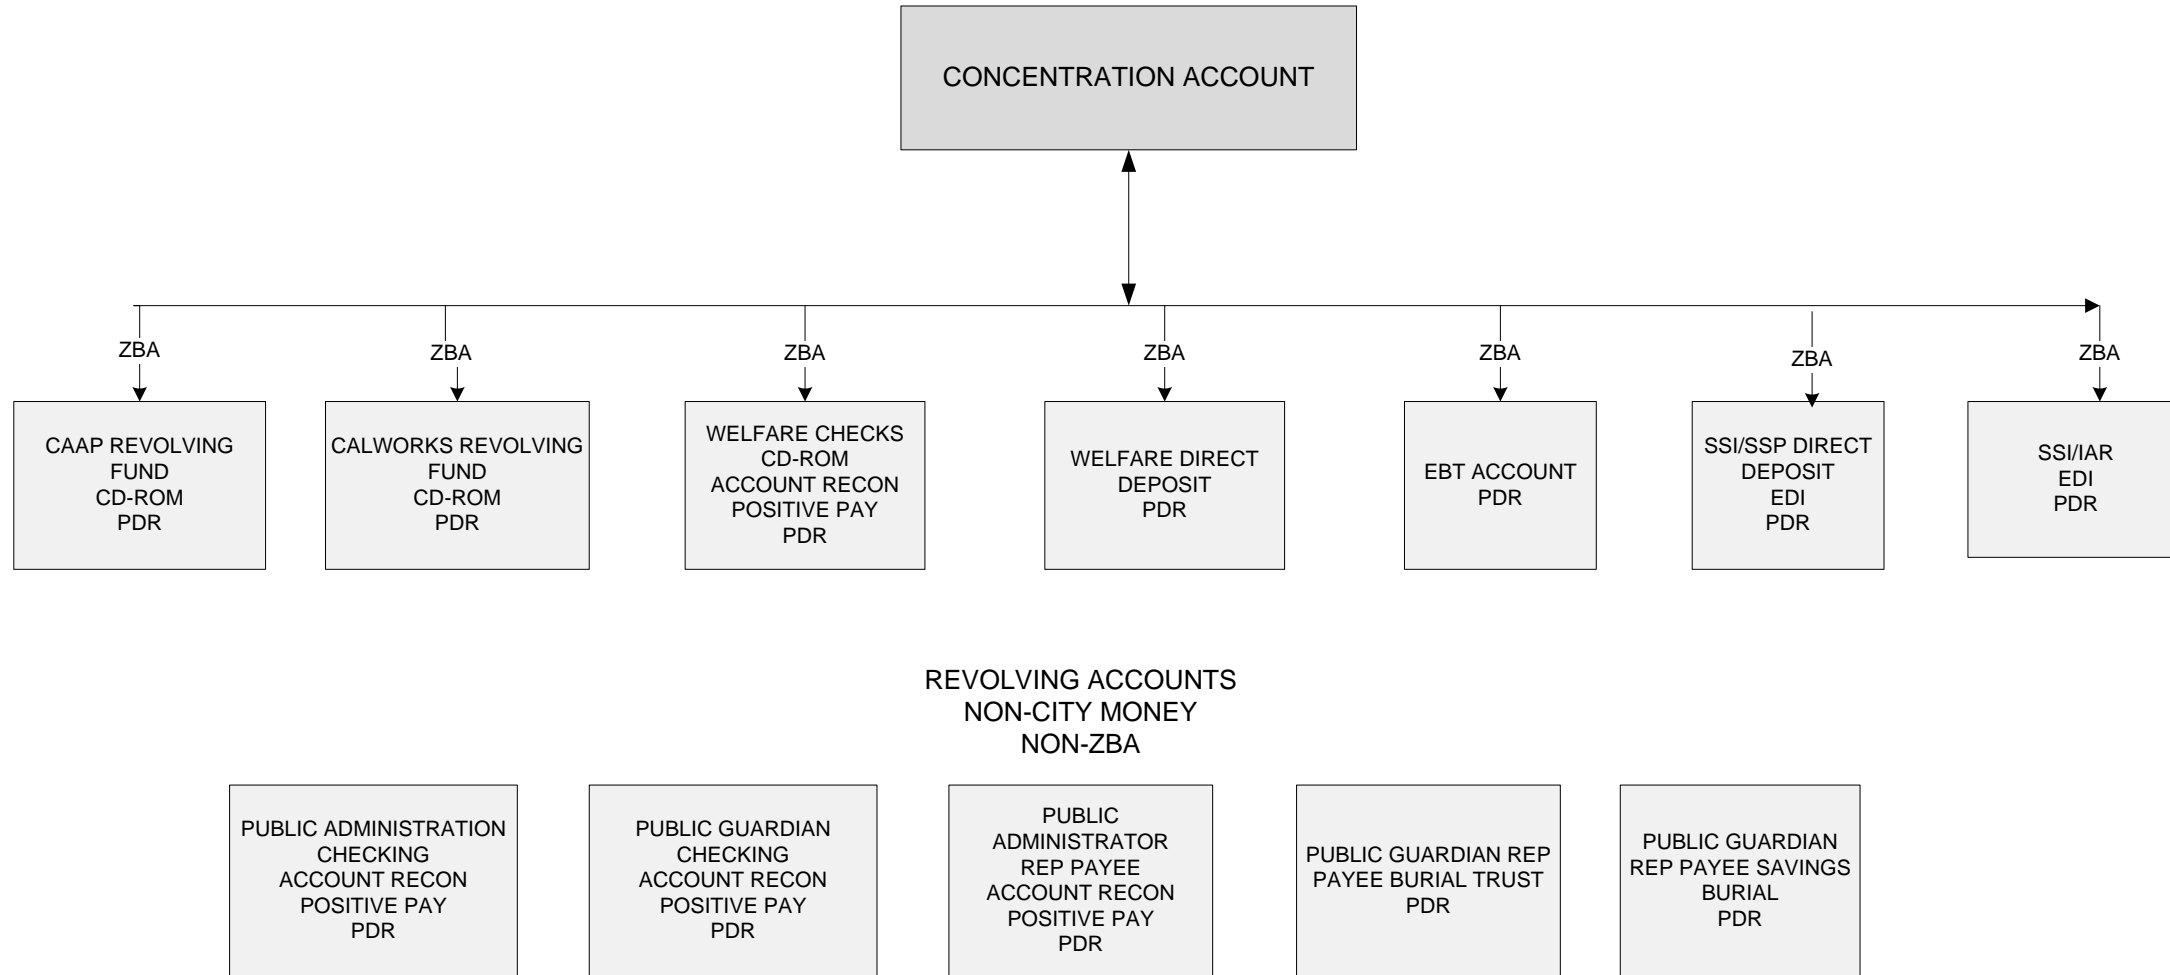 CONCENTRATION ACCOUNT
ZBA
ZBA
ZBA
ZBA
ZBA
ZBA
ZBA
CAAP REVOLVING
FUND
CD-ROM
PDR
CALWORKS REVOLVING
FUND
CD-ROM
PDR
WELFARE CHECKS
CD-ROM
ACCOUNT RECON
POSITIVE PAY
PDR
WELFARE DIRECT
DEPOSIT
PDR
EBT ACCOUNT
PDR
SSI/SSP DIRECT
DEPOSIT
EDI
PDR
SSI/IAR
EDI
PDR
REVOLVING ACCOUNTS
NON-CITY MONEY
NON-ZBA
PUBLIC ADMINISTRATION
CHECKING
ACCOUNT RECON
POSITIVE PAY
PDR
PUBLIC GUARDIAN
CHECKING
ACCOUNT RECON
POSITIVE PAY
PDR
PUBLIC
ADMINISTRATOR
REP PAYEE
ACCOUNT RECON
POSITIVE PAY
PDR
PUBLIC GUARDIAN REP
PAYEE BURIAL TRUST
PDR
PUBLIC GUARDIAN
REP PAYEE SAVINGS
BURIAL
PDR